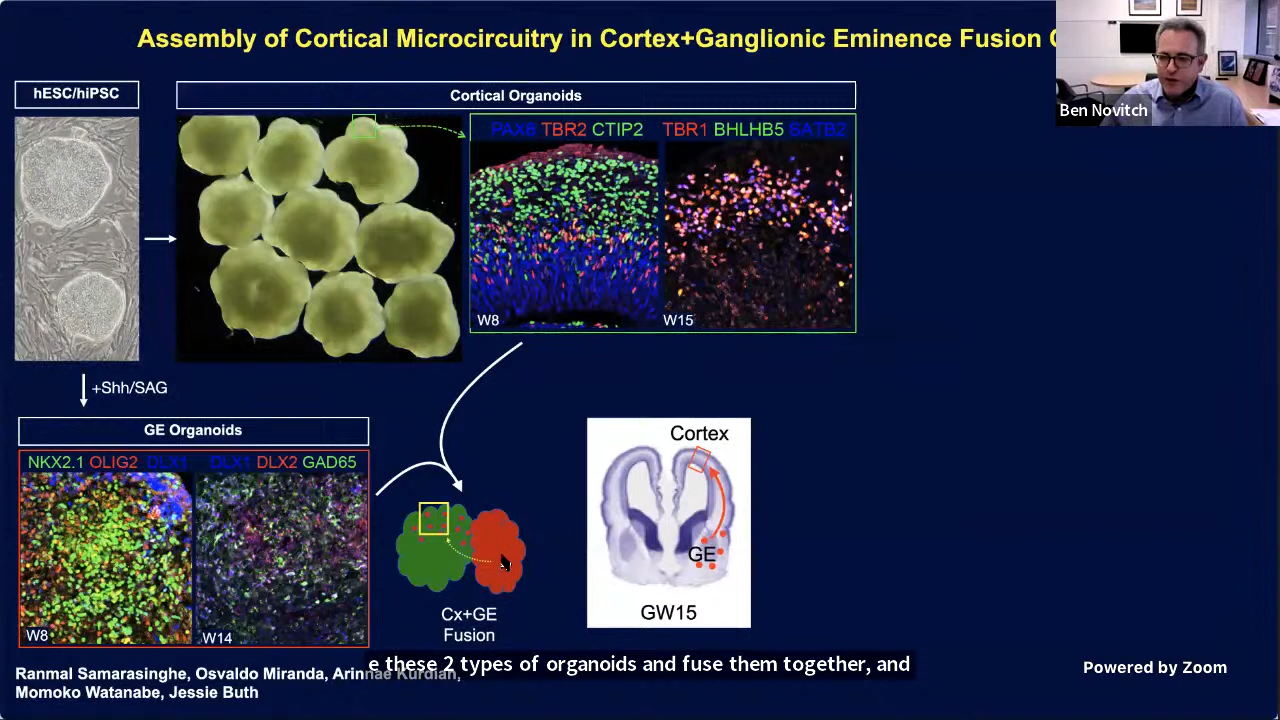 Assembly of Cortical Microcircuitry in Cortex+Ganglionic Eminence Fusion
Ben Novitch
hESC/hiPSC
Cortical Organoids
PAX6 TBR2 CTIP2
TBR1 BHLHB5 SATB2
W8
W15
+Shh/SAG
GE Organoids
NKX2.1 OLIG2 DLX1
DLX1 DLX2 GAD65
W8
W14
Cx+GE
Fusion
Cortex
GE
GW15
e these 2 types of organoids and fuse them together, and
Ranmal Samarasinghe, Osvaldo Miranda, Arinnae Kurdian,
Momoko Watanabe, Jessie Buth
Powered by Zoom